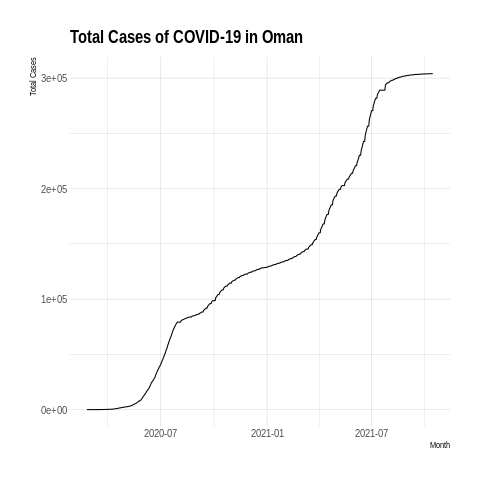 Total Cases of COVID-19 in Oman
Total Cases
3e+05
2e+05
1e+05
0e+00
2020-07 2021-01 2021-07
Month